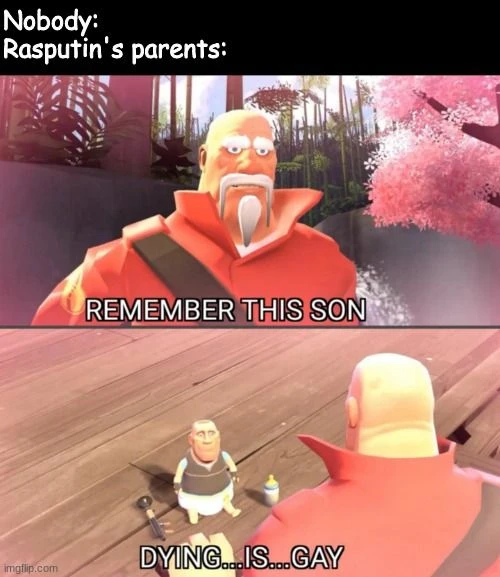 Nobody:
Rasputin's parents:
REMEMBER THIS SON
DYING...IS...GAY
imgflip.com